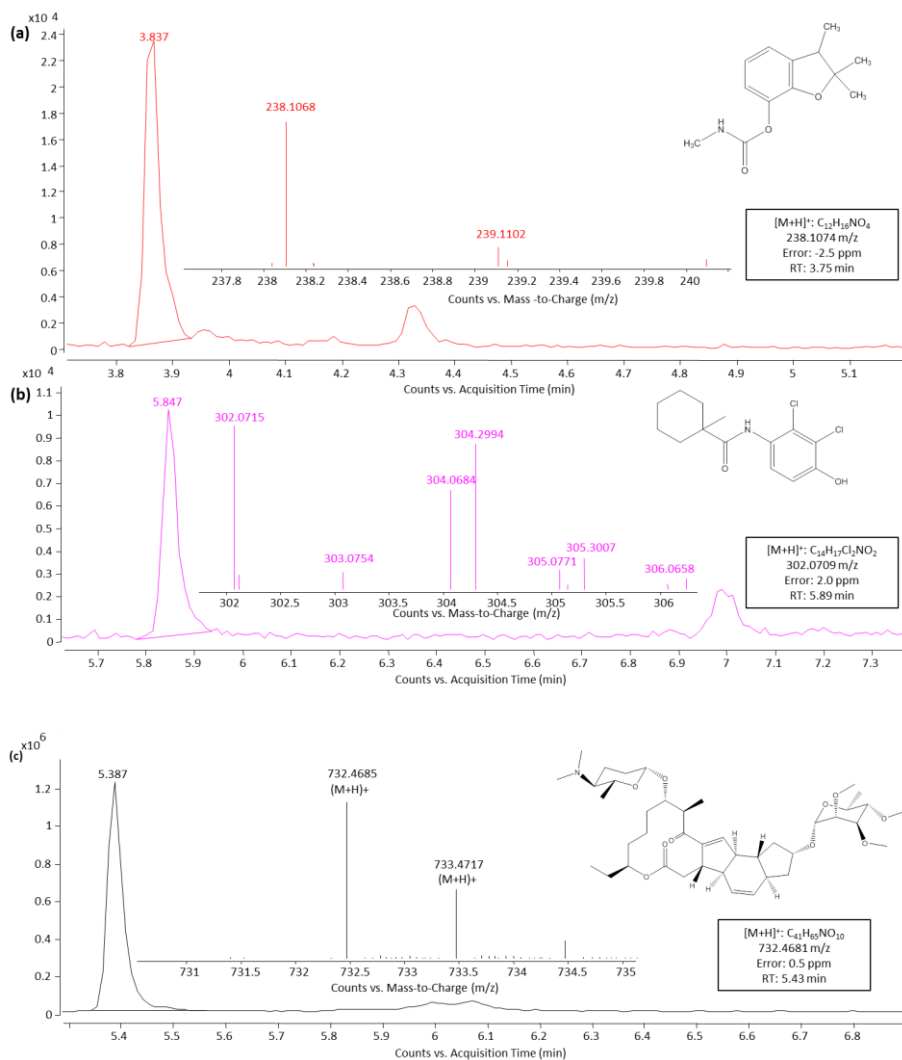 x10 4
(a)
3.837
2.4
2.2
2
1.8
1.6
1.4
1.2
1
0.8
0.6
0.4
0.2
0
238.1068
239.1102
237.8 238 238.2 238.4 238.6 238.8 239 239.2 239.4 239.6 239.8 240
Counts vs. Mass -to-Charge (m/z)
CH₃
CH₃
O CH₃
H
N
H₃C O
O
[M+H]⁺: C₁₂H₁₆NO₄
238.1074 m/z
Error: -2.5 ppm
RT: 3.75 min
3.8 3.9 4 4.1 4.2 4.3 4.4 4.5 4.6 4.7 4.8 4.9 5 5.1
Counts vs. Acquisition Time (min)
x10 4
(b)
5.847
1.1
1
0.9
0.8
0.7
0.6
0.5
0.4
0.3
0.2
0.1
0
302.0715
303.0754
304.0684
304.2994
305.0771
305.3007
306.0658
302 302.5 303 303.5 304 304.5 305 305.5 306
Counts vs. Mass-to-Charge (m/z)
Cl
H
N Cl
O
OH
[M+H]⁺: C₁₄H₁₇Cl₂NO₂
302.0709 m/z
Error: 2.0 ppm
RT: 5.89 min
5.7 5.8 5.9 6 6.1 6.2 6.3 6.4 6.5 6.6 6.7 6.8 6.9 7 7.1 7.2 7.3
Counts vs. Acquisition Time (min)
x10⁶
(c)
5.387
1.2
1
0.8
0.6
0.4
0.2
0
732.4685
(M+H)+
733.4717
(M+H)+
731 731.5 732 732.5 733 733.5 734 734.5 735
Counts vs. Mass-to-Charge (m/z)
N O
O
O
O
O
H H
H H
O O
O
O
O
[M+H]⁺: C₄₁H₆₅NO₁₀
732.4681 m/z
Error: 0.5 ppm
RT: 5.43 min
5.4 5.5 5.6 5.7 5.8 5.9 6 6.1 6.2 6.3 6.4 6.5 6.6 6.7 6.8
Counts vs. Acquisition Time (min)